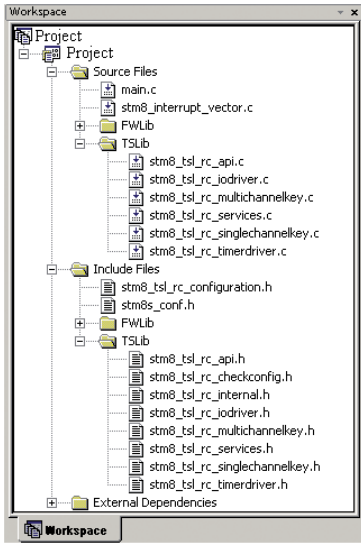 Workspace
Project
Project
Source Files
main.c
stm8_interrupt_vector.c
FWLib
TSLib
stm8_tsl_rc_api.c
stm8_tsl_rc_iodriver.c
stm8_tsl_rc_multichannelkey.c
stm8_tsl_rc_services.c
stm8_tsl_rc_singlechannelkey.c
stm8_tsl_rc_timerdriver.c
Include Files
stm8_tsl_rc_configuration.h
stm8s_conf.h
FWLib
TSLib
stm8_tsl_rc_api.h
stm8_tsl_rc_checkconfig.h
stm8_tsl_rc_internal.h
stm8_tsl_rc_iodriver.h
stm8_tsl_rc_multichannelkey.h
stm8_tsl_rc_services.h
stm8_tsl_rc_singlechannelkey.h
stm8_tsl_rc_timerdriver.h
External Dependencies
Workspace